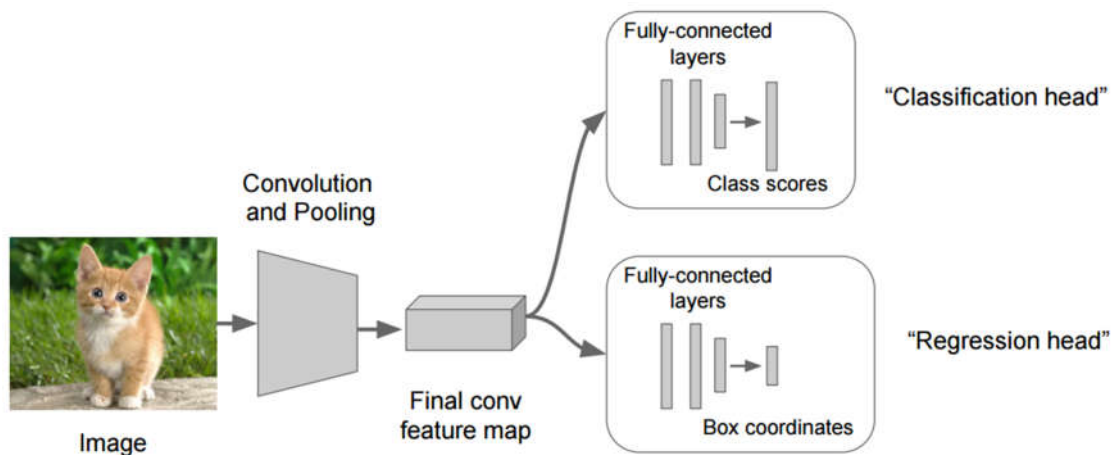 Image
Convolution
and Pooling
Final conv
feature map
Fully-connected
layers
Class scores
“Classification head”
Fully-connected
layers
Box coordinates
“Regression head”